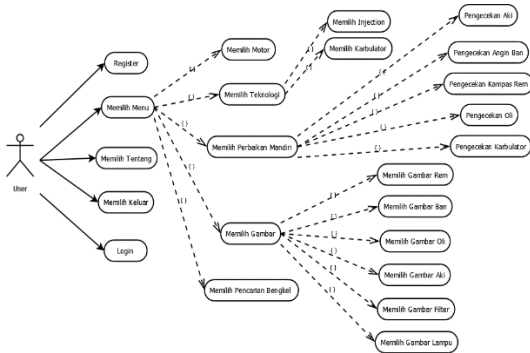 Register
Memilih Menu
Memilih Tentang
Memilih Keluar
Login
User
Memilih Motor
Memilih Teknologi
Memilih Perbaikan Mandiri
Memilih Gambar
Memilih Pencarian Bengkel
Memilih Injection
Memilih Karbulator
Pengecekan Aki
Pengecekan Angin Ban
Pengecekan Kampas Rem
Pengecekan Oli
Pengecekan Karbulator
Memilih Gambar Rem
Memilih Gambar Ban
Memilih Gambar Oli
Memilih Gambar Aki
Memilih Gambar Filter
Memilih Gambar Lampu